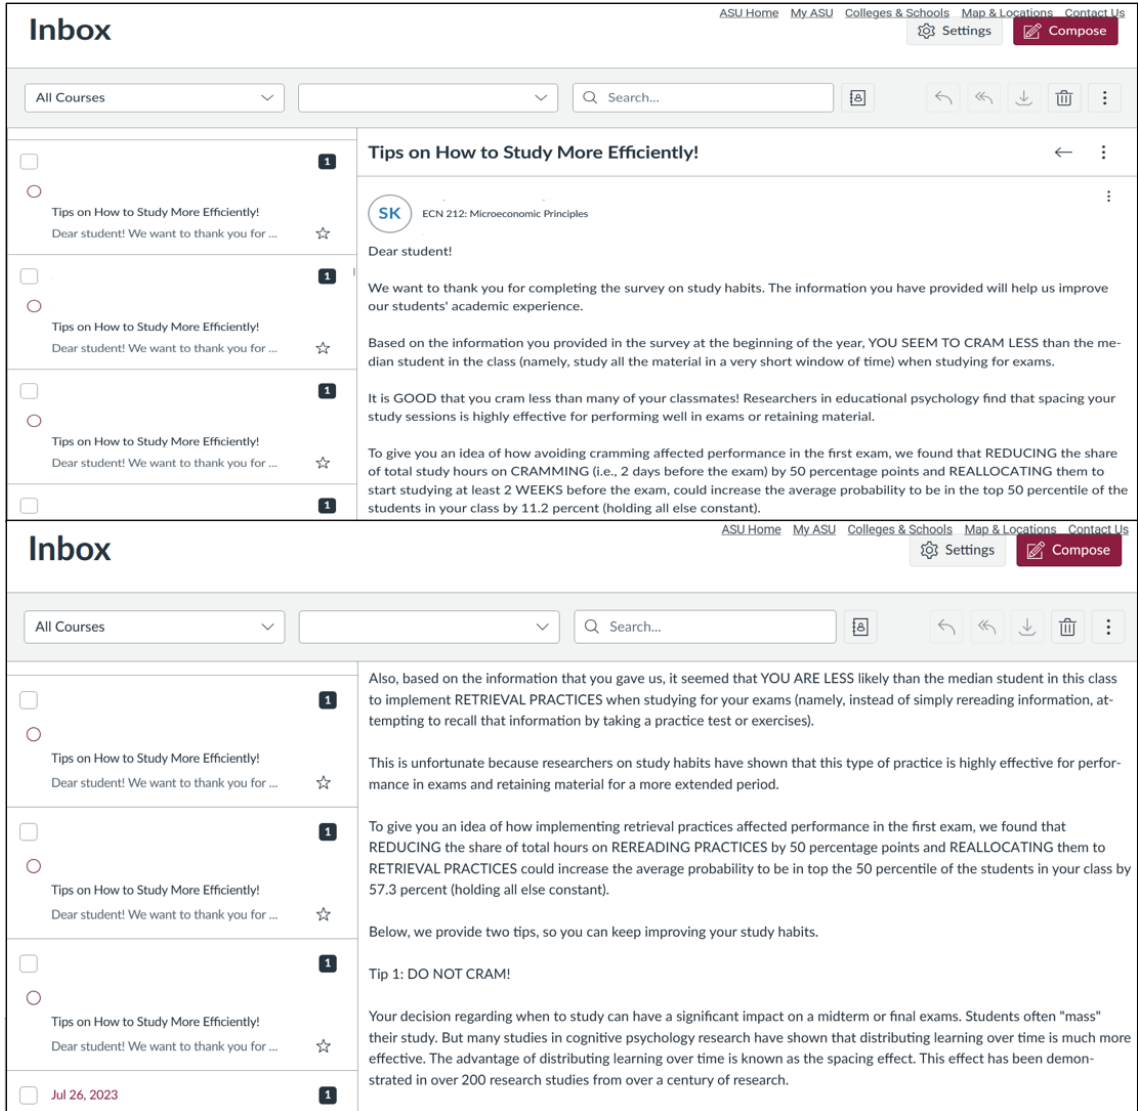 ASU Home My ASU Colleges & Schools Map & Locations Contact Us
Inbox
Settings
Compose
All Courses
Search...
1
Tips on How to Study More Efficiently!
Dear student! We want to thank you for ...
1
Tips on How to Study More Efficiently!
Dear student! We want to thank you for ...
1
Tips on How to Study More Efficiently!
Dear student! We want to thank you for ...
1
Tips on How to Study More Efficiently!
SK
ECN 212: Microeconomic Principles
Dear student!
We want to thank you for completing the survey on study habits. The information you have provided will help us improve
our students' academic experience.
Based on the information you provided in the survey at the beginning of the year, YOU SEEM TO CRAM LESS than the me-
dian student in the class (namely, study all the material in a very short window of time) when studying for exams.
It is GOOD that you cram less than many of your classmates! Researchers in educational psychology find that spacing your
study sessions is highly effective for performing well in exams or retaining material.
To give you an idea of how avoiding cramming affected performance in the first exam, we found that REDUCING the share
of total study hours on CRAMMING (i.e., 2 days before the exam) by 50 percentage points and REALLOCATING them to
start studying at least 2 WEEKS before the exam, could increase the average probability to be in the top 50 percentile of the
students in your class by 11.2 percent (holding all else constant).
ASU Home My ASU Colleges & Schools Map & Locations Contact Us
Inbox
Settings
Compose
All Courses
Search...
1
Tips on How to Study More Efficiently!
Dear student! We want to thank you for ...
1
Tips on How to Study More Efficiently!
Dear student! We want to thank you for ...
1
Tips on How to Study More Efficiently!
Dear student! We want to thank you for ...
Jul 26, 2023
1
Also, based on the information that you gave us, it seemed that YOU ARE LESS likely than the median student in this class
to implement RETRIEVAL PRACTICES when studying for your exams (namely, instead of simply rereading information, at-
tempting to recall that information by taking a practice test or exercises).
This is unfortunate because researchers on study habits have shown that this type of practice is highly effective for perfor-
mance in exams and retaining material for a more extended period.
To give you an idea of how implementing retrieval practices affected performance in the first exam, we found that
REDUCING the share of total hours on REREADING PRACTICES by 50 percentage points and REALLOCATING them to
RETRIEVAL PRACTICES could increase the average probability to be in top the 50 percentile of the students in your class by
57.3 percent (holding all else constant).
Below, we provide two tips, so you can keep improving your study habits.
Tip 1: DO NOT CRAM!
Your decision regarding when to study can have a significant impact on a midterm or final exams. Students often "mass"
their study. But many studies in cognitive psychology research have shown that distributing learning over time is much more
effective. The advantage of distributing learning over time is known as the spacing effect. This effect has been demon-
strated in over 200 research studies from over a century of research.